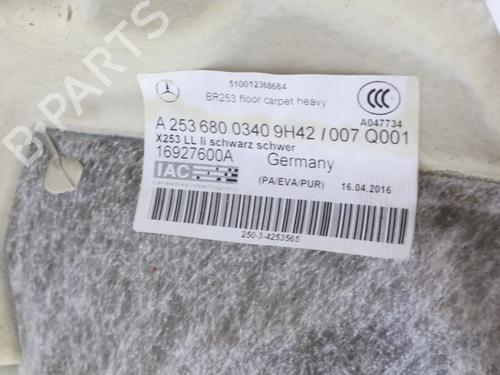 510012368684
BR253 floor carpet heavy
CCC
A047734
A 253 680 0340 9H42 / 007 Q001
X253 LL li schwarz schwer
16927600A
Germany
IAC
(PA/EVA/PUR)
16.04.2016
250-3-4253565
B-PARTS